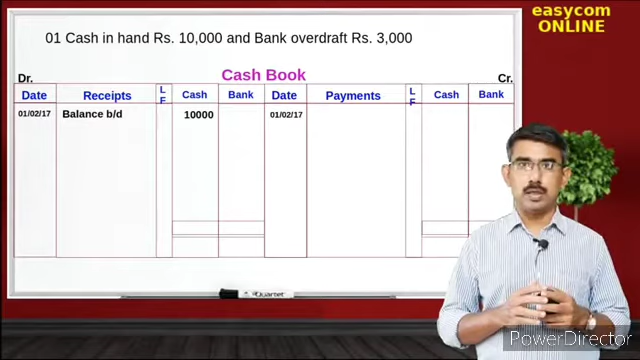 easycom
ONLINE
01 Cash in hand Rs. 10,000 and Bank overdraft Rs. 3,000
Dr. Cash Book Cr.
Date Receipts L F Cash Bank Date Payments L F Cash Bank
01/02/17 Balance b/d 10000 01/02/17
Quartet
PowerDirector